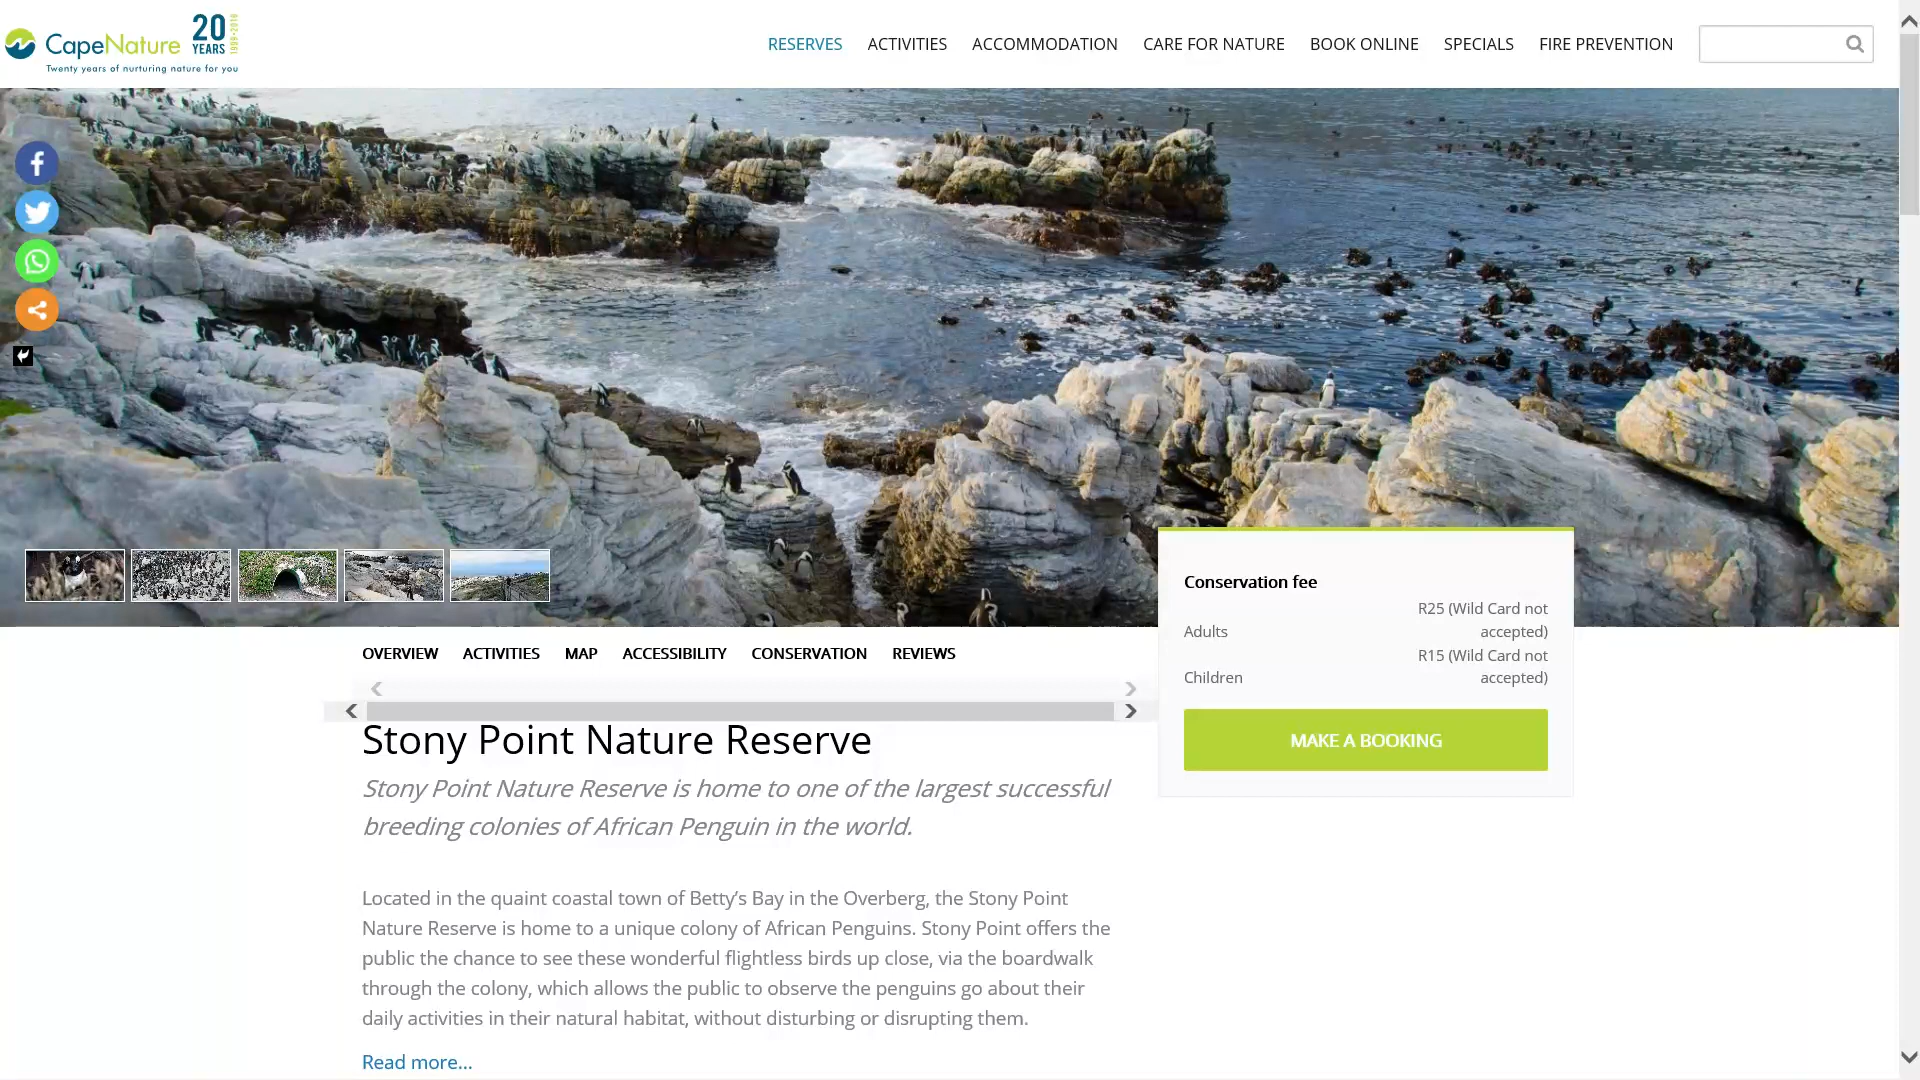 CapeNature
20
YEARS
1999-2019
Twenty years of nurturing nature for you
RESERVES ACTIVITIES ACCOMMODATION CARE FOR NATURE BOOK ONLINE SPECIALS FIRE PREVENTION
Conservation fee
Adults R25 (Wild Card not
accepted)
Children R15 (Wild Card not
accepted)
MAKE A BOOKING
OVERVIEW ACTIVITIES MAP ACCESSIBILITY CONSERVATION REVIEWS
Stony Point Nature Reserve
Stony Point Nature Reserve is home to one of the largest successful
breeding colonies of African Penguin in the world.
Located in the quaint coastal town of Betty’s Bay in the Overberg, the Stony Point
Nature Reserve is home to a unique colony of African Penguins. Stony Point offers the
public the chance to see these wonderful flightless birds up close, via the boardwalk
through the colony, which allows the public to observe the penguins go about their
daily activities in their natural habitat, without disturbing or disrupting them.
Read more...